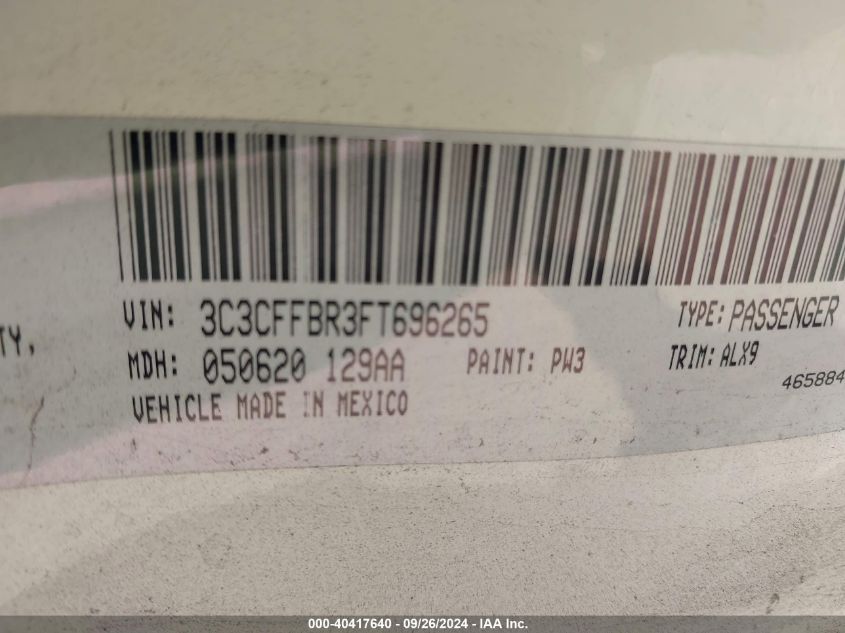 VIN: 3C3CFFBR3FT696265 TYPE: PASSENGER
TY,
MDH: 050620 129AA PAINT: PW3 TRIM: ALX9
VEHICLE MADE IN MEXICO 465884
000-40417640 - 09/26/2024 - IAA Inc.